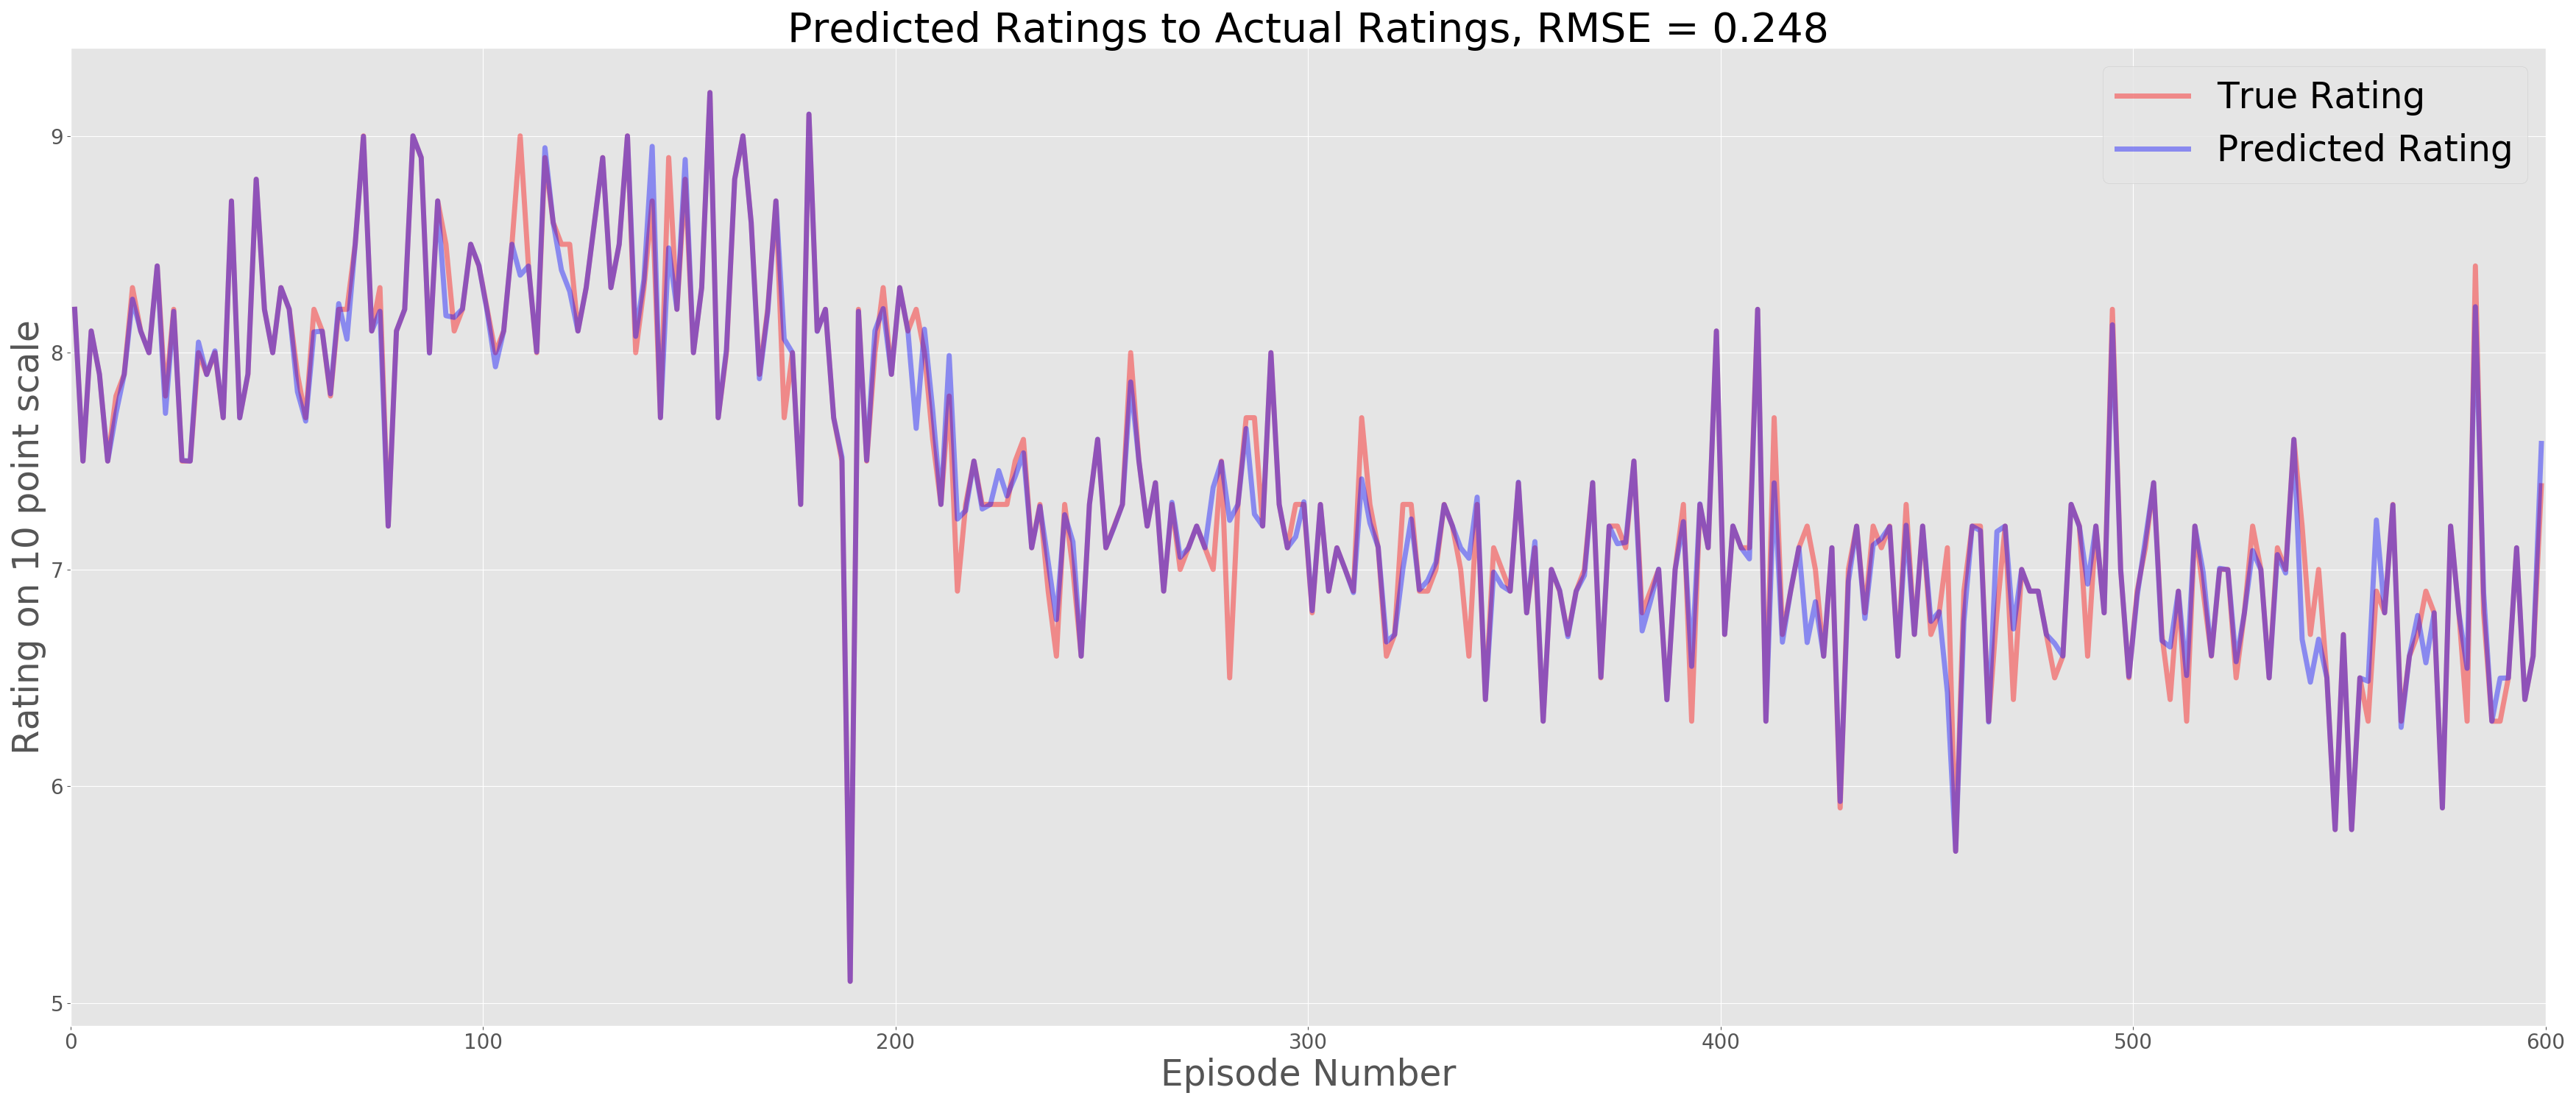 Predicted Ratings to Actual Ratings, RMSE = 0.248
True Rating
Predicted Rating
Rating on 10 point scale
9
8
7
6
5
0 100 200 300 400 500 600
Episode Number